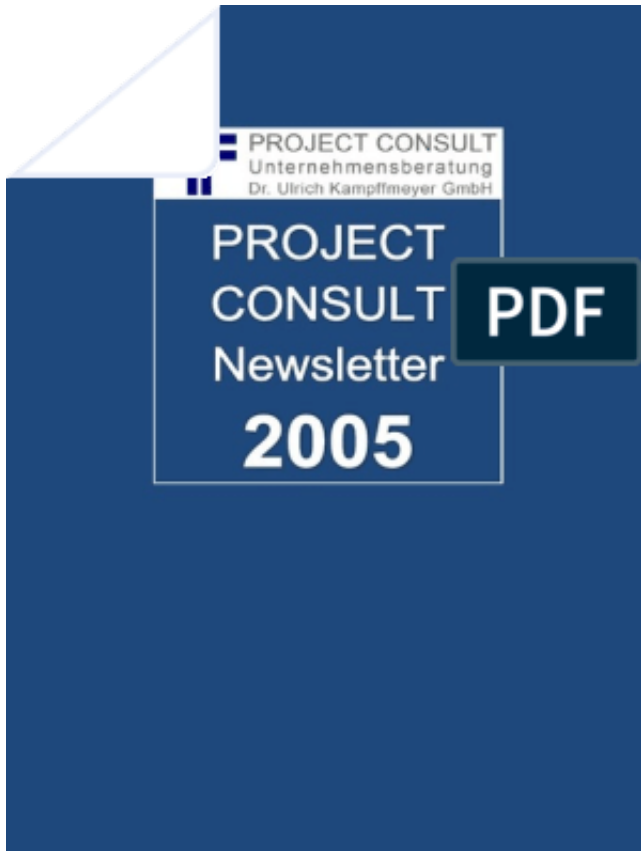 PROJECT CONSULT
Unternehmensberatung
Dr. Ulrich Kampffmeyer GmbH
PROJECT
CONSULT
Newsletter
2005
PDF